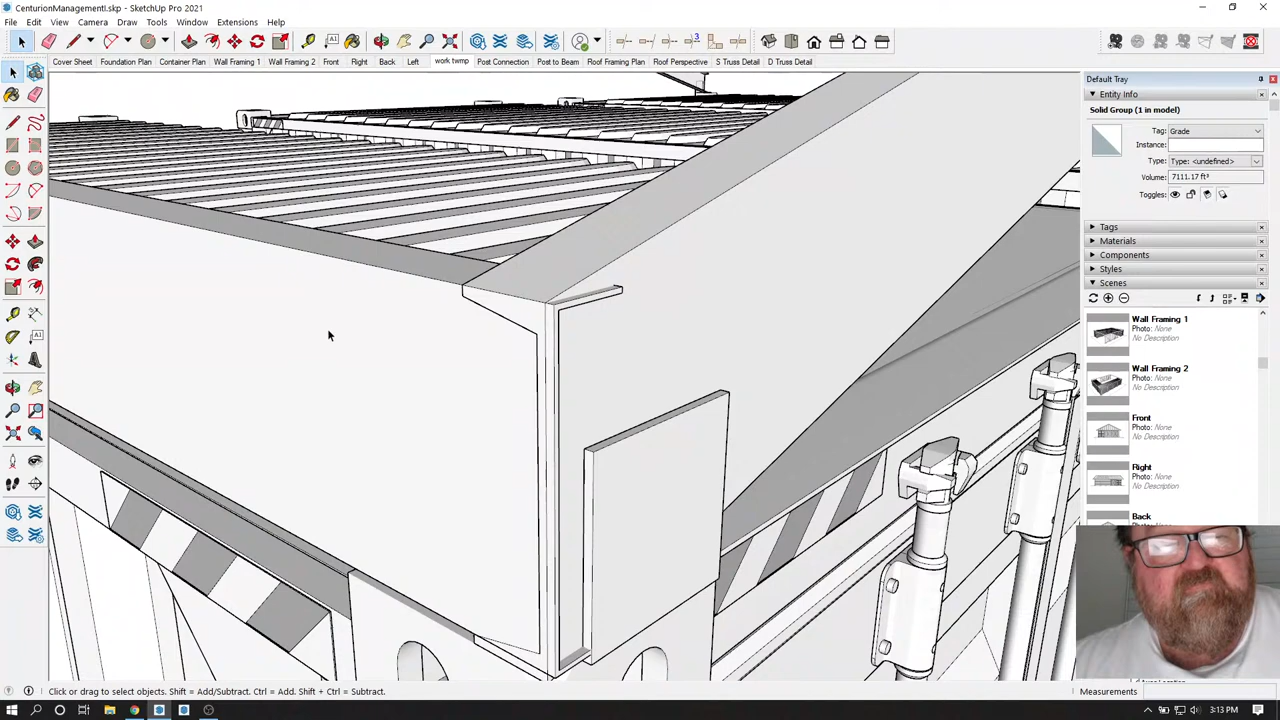 CenturionManagementI.skp - SketchUp Pro 2021
File Edit View Camera Draw Tools Window Extensions Help
3
Cover Sheet Foundation Plan Container Plan Wall Framing 1 Wall Framing 2 Front Right Back Left work twmp Post Connection Post to Beam Roof Framing Plan Roof Perspective S Truss Detail D Truss Detail
Default Tray
Entity Info
Solid Group (1 in model)
Tag: Grade
Instance:
Type: Type: <undefined>
Volume: 7111.17 ft³
Toggles:
Tags
Materials
Components
Styles
Scenes
Wall Framing 1
Photo: None
No Description
Wall Framing 2
Photo: None
No Description
Front
Photo: None
No Description
Right
Photo: None
No Description
Back
Click or drag to select objects. Shift = Add/Subtract. Ctrl = Add. Shift + Ctrl = Subtract.
Measurements
3:13 PM